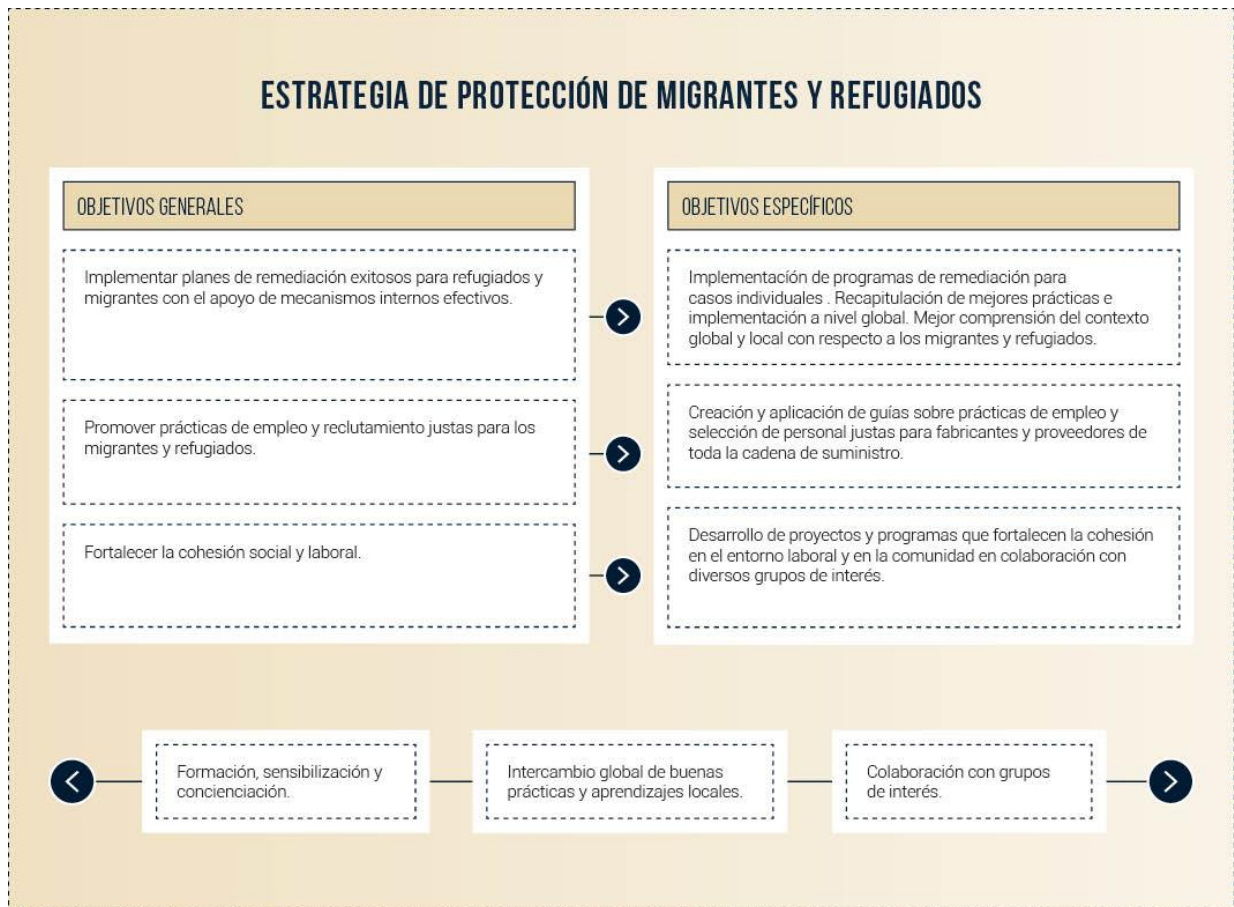 ESTRATEGIA DE PROTECCIÓN DE MIGRANTES Y REFUGIADOS
OBJETIVOS GENERALES
Implementar planes de remediación exitosos para refugiados y
migrantes con el apoyo de mecanismos internos efectivos.
Promover prácticas de empleo y reclutamiento justas para los
migrantes y refugiados.
Fortalecer la cohesión social y laboral.
OBJETIVOS ESPECÍFICOS
Implementación de programas de remediación para
casos individuales . Recapitulación de mejores prácticas e
implementación a nivel global. Mejor comprensión del contexto
global y local con respecto a los migrantes y refugiados.
Creación y aplicación de guías sobre prácticas de empleo y
selección de personal justas para fabricantes y proveedores de
toda la cadena de suministro.
Desarrollo de proyectos y programas que fortalecen la cohesión
en el entorno laboral y en la comunidad en colaboración con
diversos grupos de interés.
Formación, sensibilización y
concienciación.
Intercambio global de buenas
prácticas y aprendizajes locales.
Colaboración con grupos
de interés.